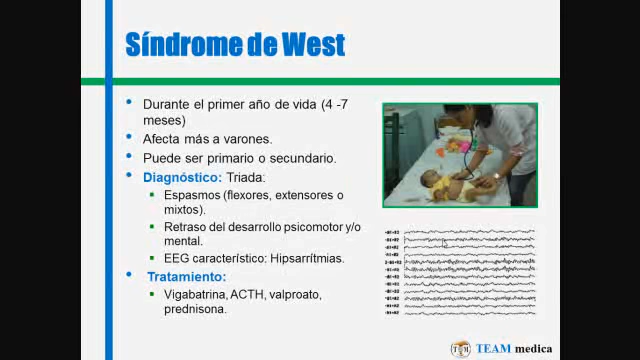 Síndrome de West
Durante el primer año de vida (4 -7
meses)
Afecta más a varones.
Puede ser primario o secundario.
Diagnóstico: Triada:
Espasmos (flexores, extensores o
mixtos).
Retraso del desarrollo psicomotor y/o
mental.
EEG característico: Hipsarrítmias.
Tratamiento:
Vigabatrina, ACTH, valproato,
prednisona.
TEAM medica